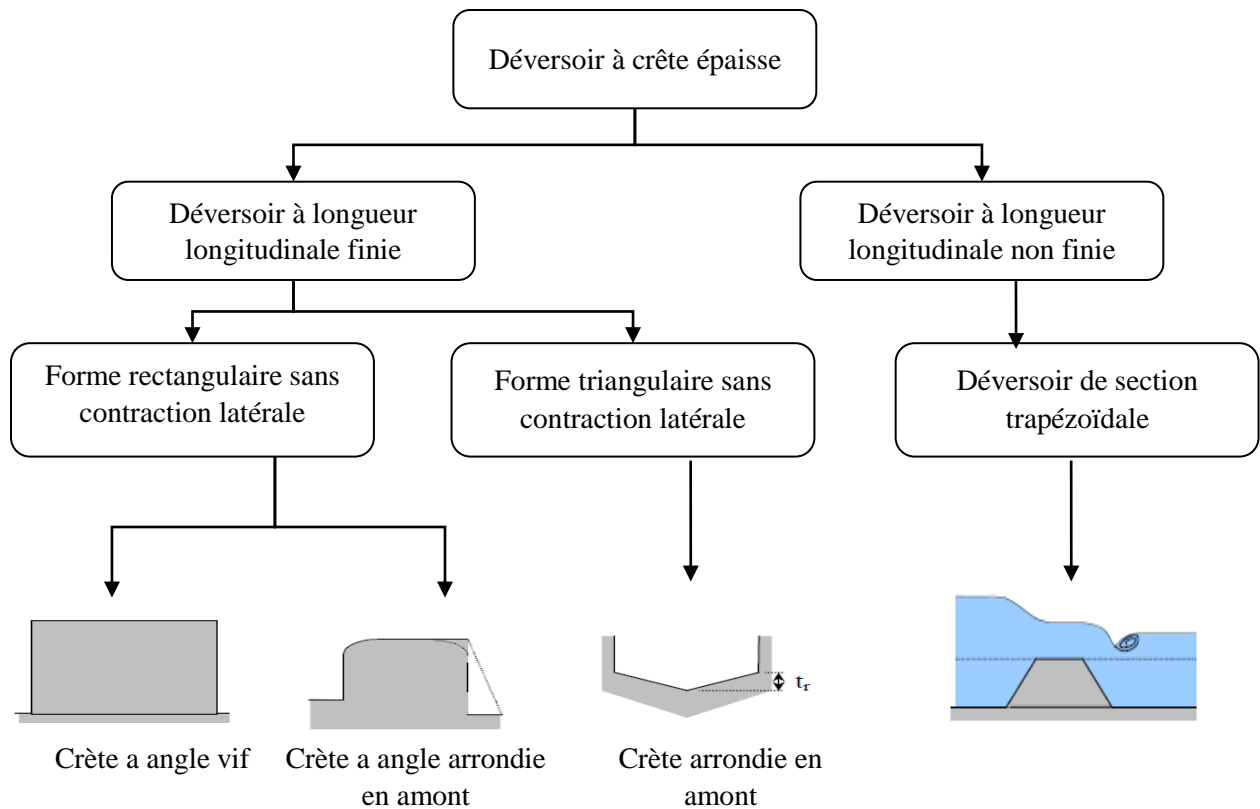 Déversoir à crête épaisse
Déversoir à longueur
longitudinale finie
Déversoir à longueur
longitudinale non finie
Forme rectangulaire sans
contraction latérale
Forme triangulaire sans
contraction latérale
Déversoir de section
trapézoïdale
tr
Crète a angle vif
Crète a angle arrondie
en amont
Crète arrondie en
amont